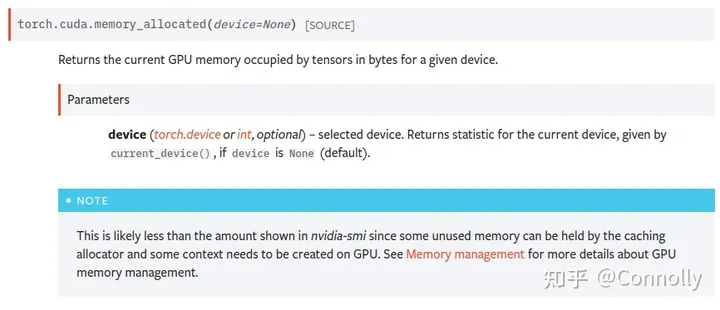 torch.cuda.memory_allocated(device=None) [SOURCE]
Returns the current GPU memory occupied by tensors in bytes for a given device.
Parameters
device (torch.device or int, optional) – selected device. Returns statistic for the current device, given by
current_device(), if device is None (default).
NOTE
This is likely less than the amount shown in nvidia-smi since some unused memory can be held by the caching
allocator and some context needs to be created on GPU. See Memory management for more details about GPU
memory management.
知乎 @Connolly